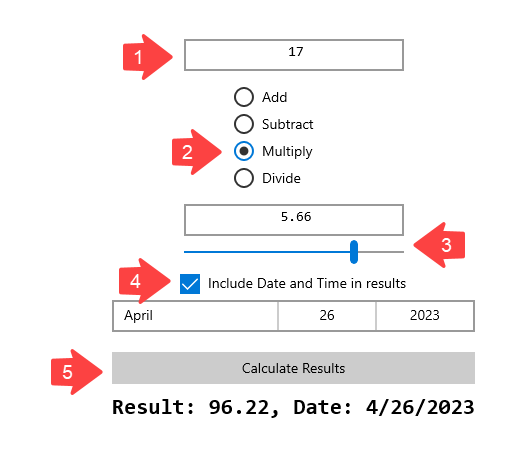 1 17
Add
Subtract
2 Multiply
Divide
5.66
3
4 Include Date and Time in results
April 26 2023
5 Calculate Results
Result: 96.22, Date: 4/26/2023